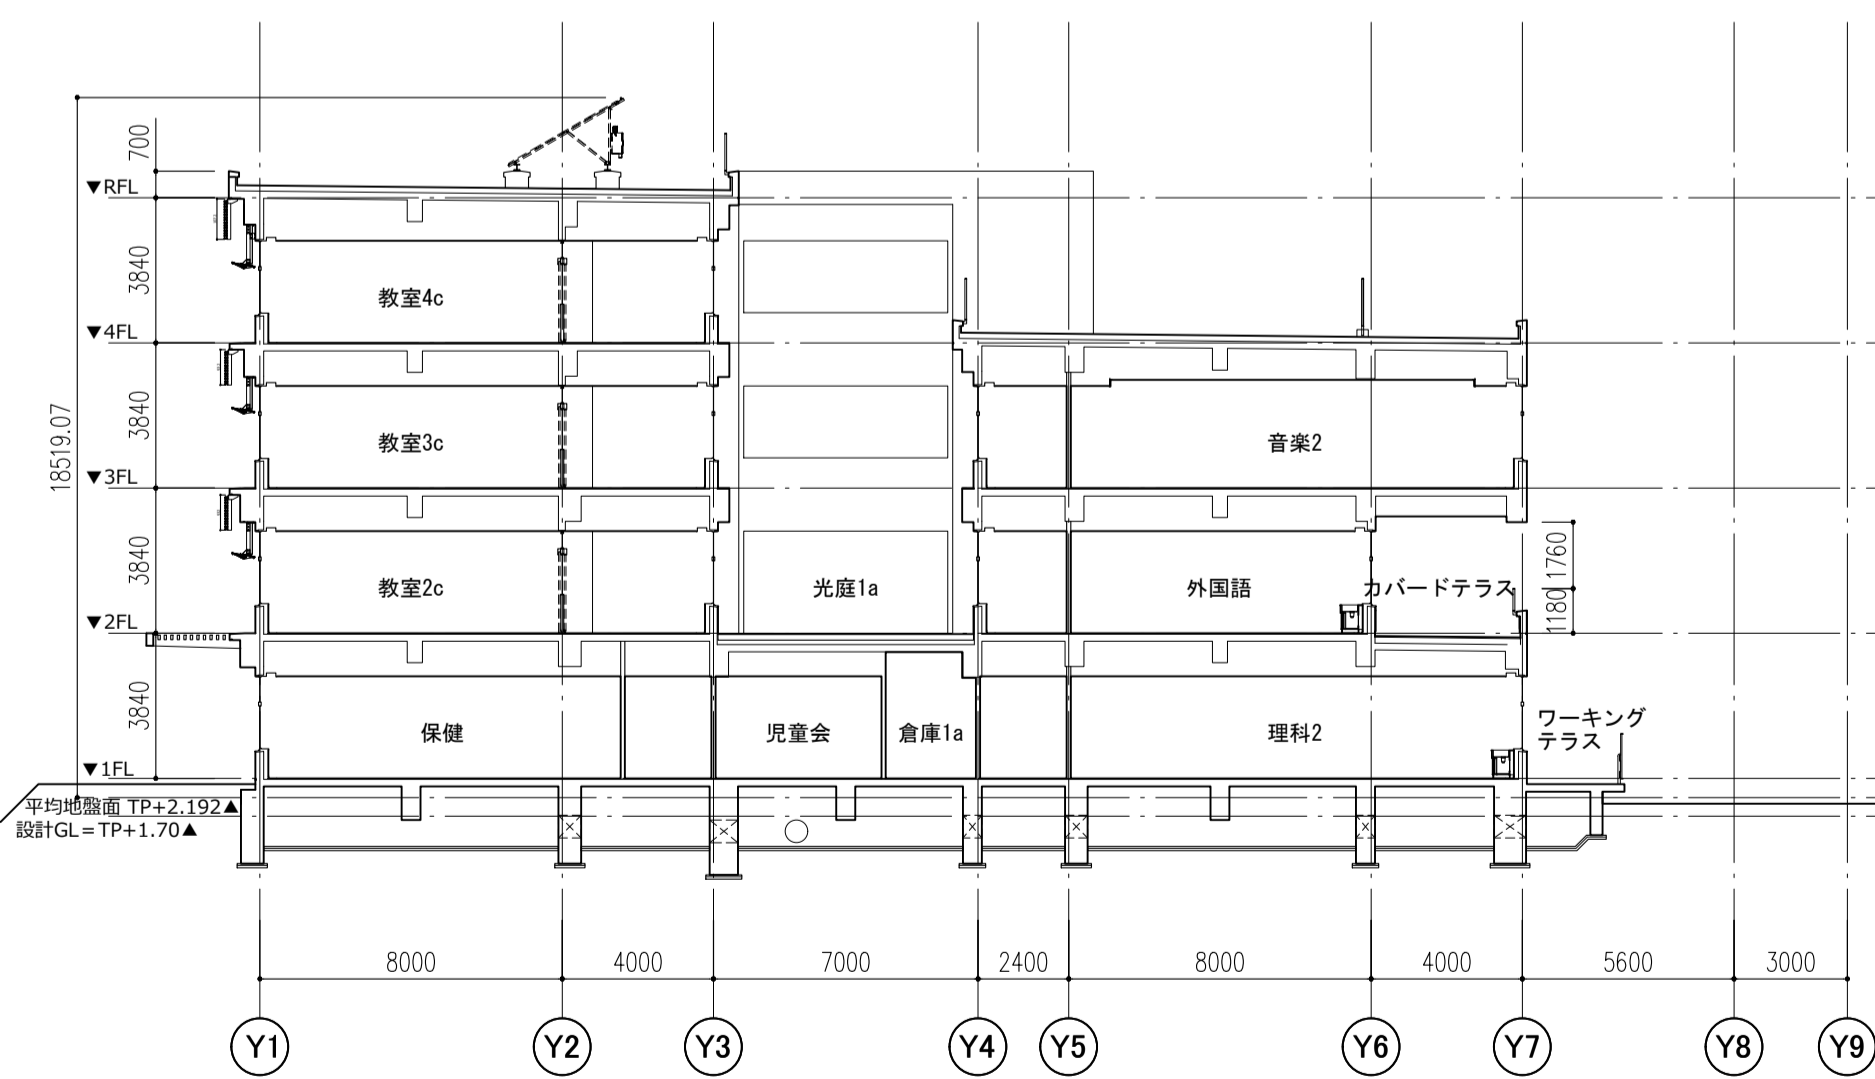 700
▼RFL
3840
教室4c
▼4FL
3840
18519.07
教室3c
音楽2
▼3FL
3840
1760
教室2c
光庭1a
外国語
カバードテラス
1180
▼2FL
3840
保健
児童会
倉庫1a
理科2
ワーキング
テラス
▼1FL
平均地盤面 TP+2.192▲
設計GL=TP+1.70▲
8000
4000
7000
2400
8000
4000
5600
3000
Y1
Y2
Y3
Y4
Y5
Y6
Y7
Y8
Y9